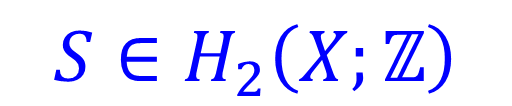 S ∈ H₂(X; ℤ)